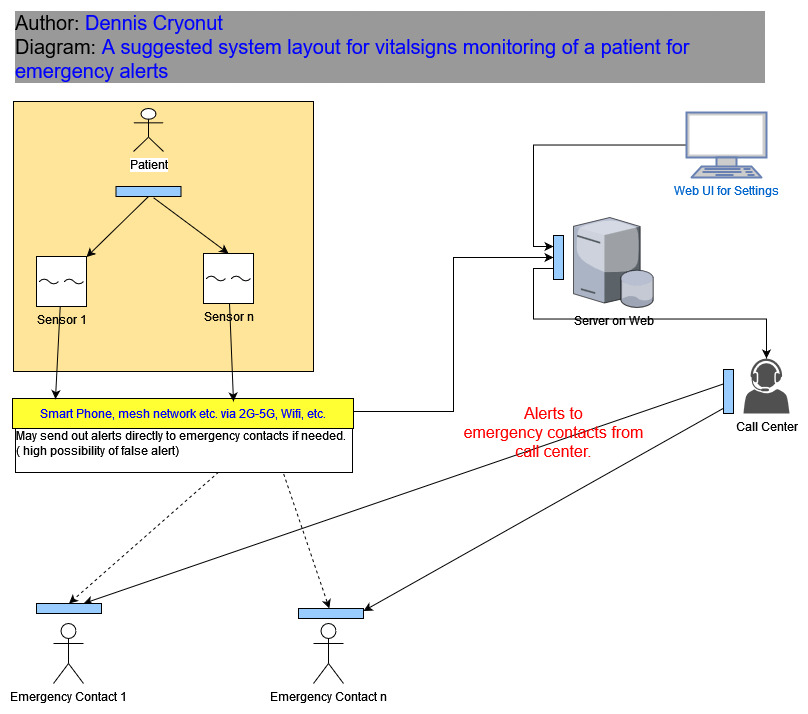 Author: Dennis Cryonut
Diagram: A suggested system layout for vitalsigns monitoring of a patient for
emergency alerts
Patient
Web UI for Settings
Sensor 1
Sensor n
Server on Web
Smart Phone, mesh network etc. via 2G-5G, Wifi, etc.
May send out alerts directly to emergency contacts if needed.
( high possibility of false alert)
Alerts to
emergency contacts from
call center.
Call Center
Emergency Contact 1
Emergency Contact n